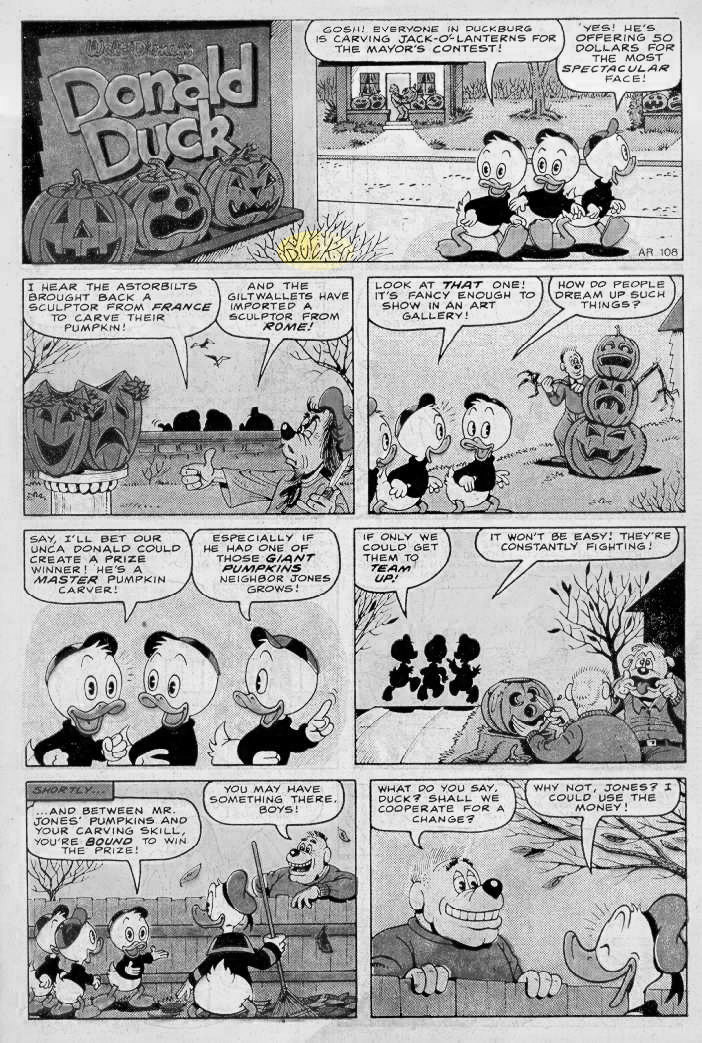 Walt Disney's
Donald
Duck
GOSH! EVERYONE IN DUCKBURG
IS CARVING JACK-O'-LANTERNS FOR
THE MAYOR'S CONTEST!
YES! HE'S
OFFERING 50
DOLLARS FOR
THE MOST
SPECTACULAR
FACE!
AR 108
I HEAR THE ASTORBILTS
BROUGHT BACK A
SCULPTOR FROM FRANCE
TO CARVE THEIR
PUMPKIN!
AND THE
GILTWALLETS HAVE
IMPORTED A
SCULPTOR FROM
ROME!
LOOK AT THAT ONE!
IT'S FANCY ENOUGH TO
SHOW IN AN ART
GALLERY!
HOW DO PEOPLE
DREAM UP SUCH
THINGS?
SAY, I'LL BET OUR
UNCA DONALD COULD
CREATE A PRIZE
WINNER! HE'S A
MASTER PUMPKIN
CARVER!
ESPECIALLY IF
HE HAD ONE OF
THOSE GIANT
PUMPKINS
NEIGHBOR JONES
GROWS!
IF ONLY WE
COULD GET
THEM TO
TEAM
UP!
IT WON'T BE EASY! THEY'RE
CONSTANTLY FIGHTING!
SHORTLY...
...AND BETWEEN MR.
JONES' PUMPKINS AND
YOUR CARVING SKILL,
YOU'RE BOUND TO WIN
THE PRIZE!
YOU MAY HAVE
SOMETHING THERE,
BOYS!
WHAT DO YOU SAY,
DUCK? SHALL WE
COOPERATE FOR A
CHANGE?
WHY NOT, JONES? I
COULD USE THE
MONEY!